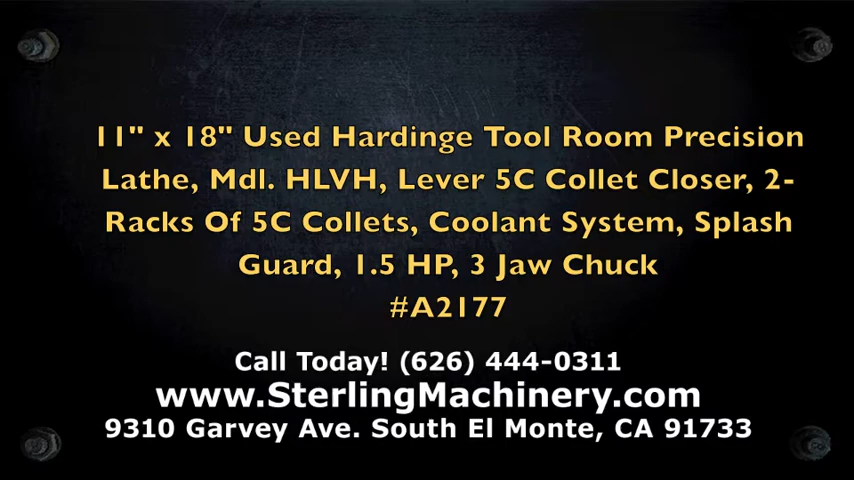 11" x 18" Used Hardinge Tool Room Precision
Lathe, Mdl. HLVH, Lever 5C Collet Closer, 2-
Racks Of 5C Collets, Coolant System, Splash
Guard, 1.5 HP, 3 Jaw Chuck
#A2177
Call Today! (626) 444-0311
www.SterlingMachinery.com
9310 Garvey Ave. South El Monte, CA 91733